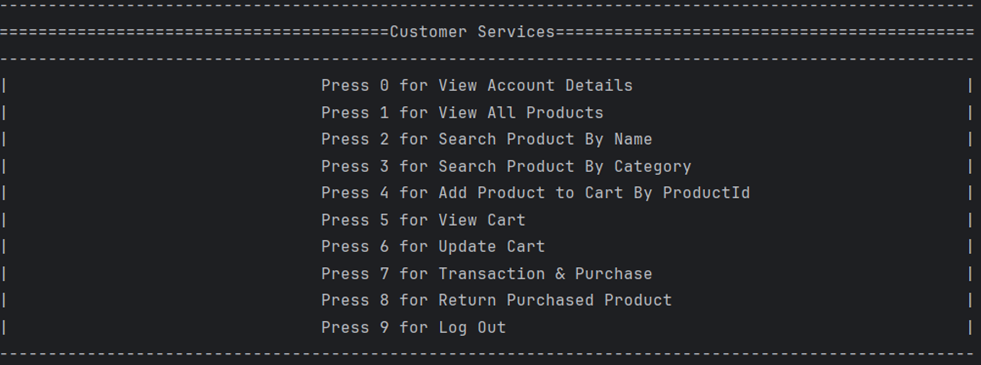 ----------------------------------------------------------------------------------------------------
========================================Customer Services===========================================
----------------------------------------------------------------------------------------------------
|                                Press 0 for View Account Details                                  |
|                                Press 1 for View All Products                                     |
|                                Press 2 for Search Product By Name                                |
|                                Press 3 for Search Product By Category                            |
|                                Press 4 for Add Product to Cart By ProductId                      |
|                                Press 5 for View Cart                                             |
|                                Press 6 for Update Cart                                           |
|                                Press 7 for Transaction & Purchase                                |
|                                Press 8 for Return Purchased Product                              |
|                                Press 9 for Log Out                                               |
----------------------------------------------------------------------------------------------------